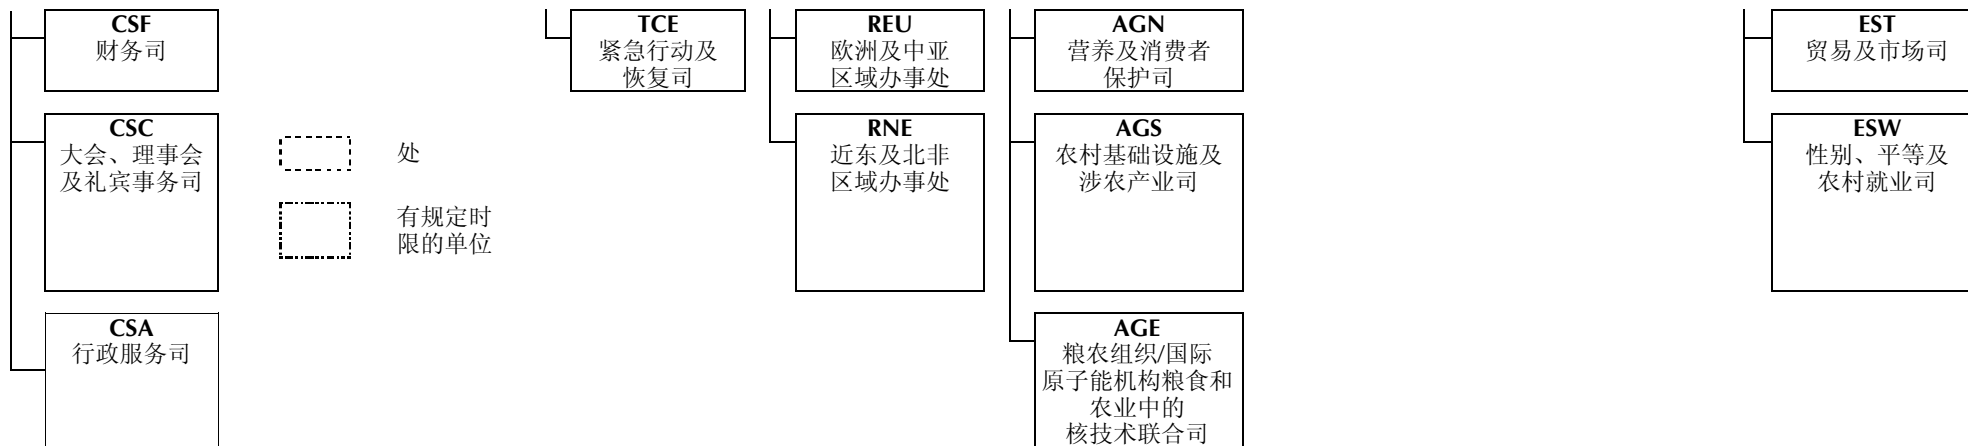 CSF
财务司
TCE
紧急行动及
恢复司
REU
欧洲及中亚
区域办事处
AGN
营养及消费者
保护司
EST
贸易及市场司
CSC
大会、理事会
及礼宾事务司
处
有规定时
限的单位
RNE
近东及北非
区域办事处
AGS
农村基础设施及
涉农产业司
ESW
性别、平等及
农村就业司
CSA
行政服务司
AGE
粮农组织/国际
原子能机构粮食和
农业中的
核技术联合司